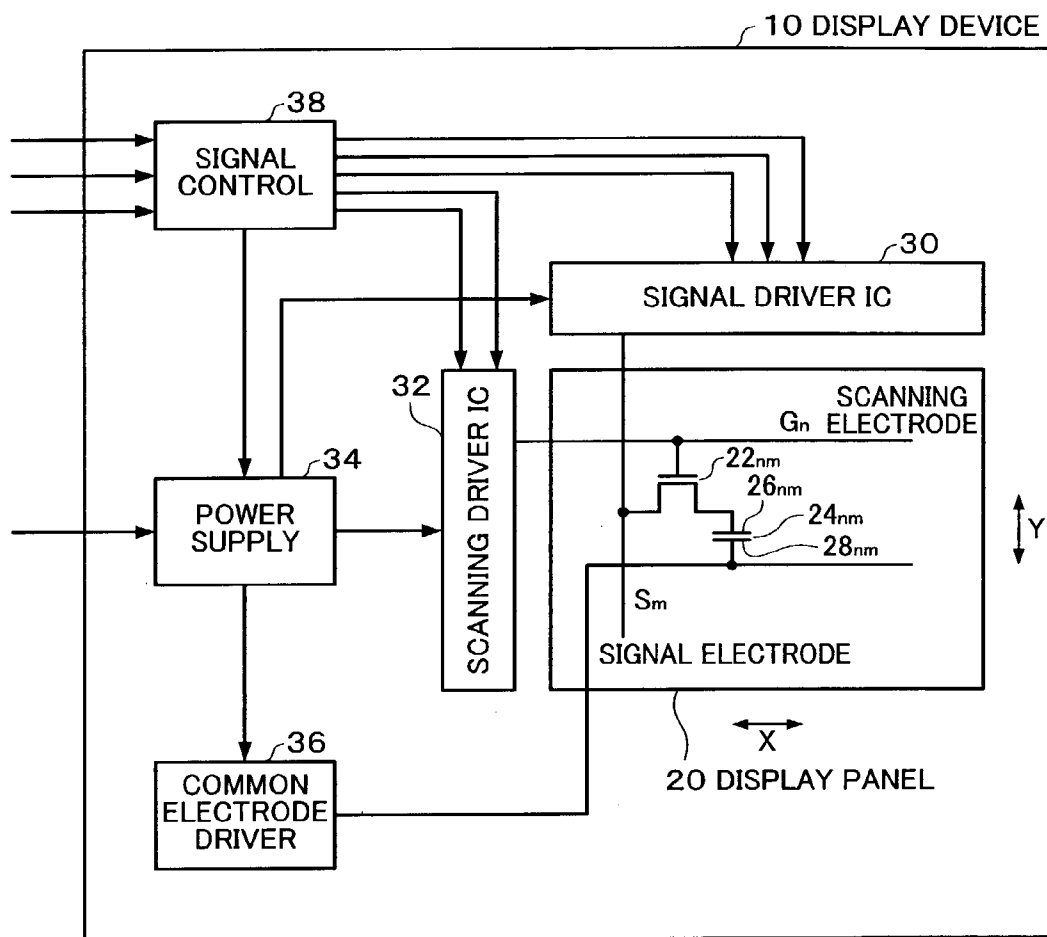 10 DISPLAY DEVICE
38
SIGNAL
CONTROL
30
SIGNAL DRIVER IC
32
SCANNING DRIVER IC
SCANNING
ELECTRODE
Gn
22nm
26nm
24nm
28nm
Y
34
POWER
SUPPLY
Sm
SIGNAL ELECTRODE
X
20 DISPLAY PANEL
36
COMMON
ELECTRODE
DRIVER